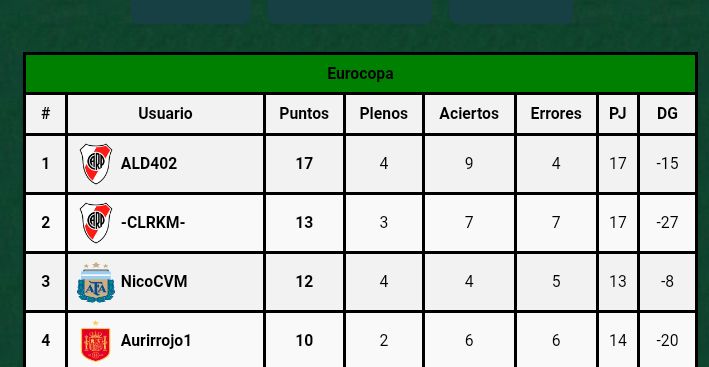 Eurocopa
# Usuario Puntos Plenos Aciertos Errores PJ DG
1 ALD402 17 4 9 4 17 -15
2 -CLRKM- 13 3 7 7 17 -27
3 AFA NicoCVM 12 4 4 5 13 -8
4 Aurirrojo1 10 2 6 6 14 -20